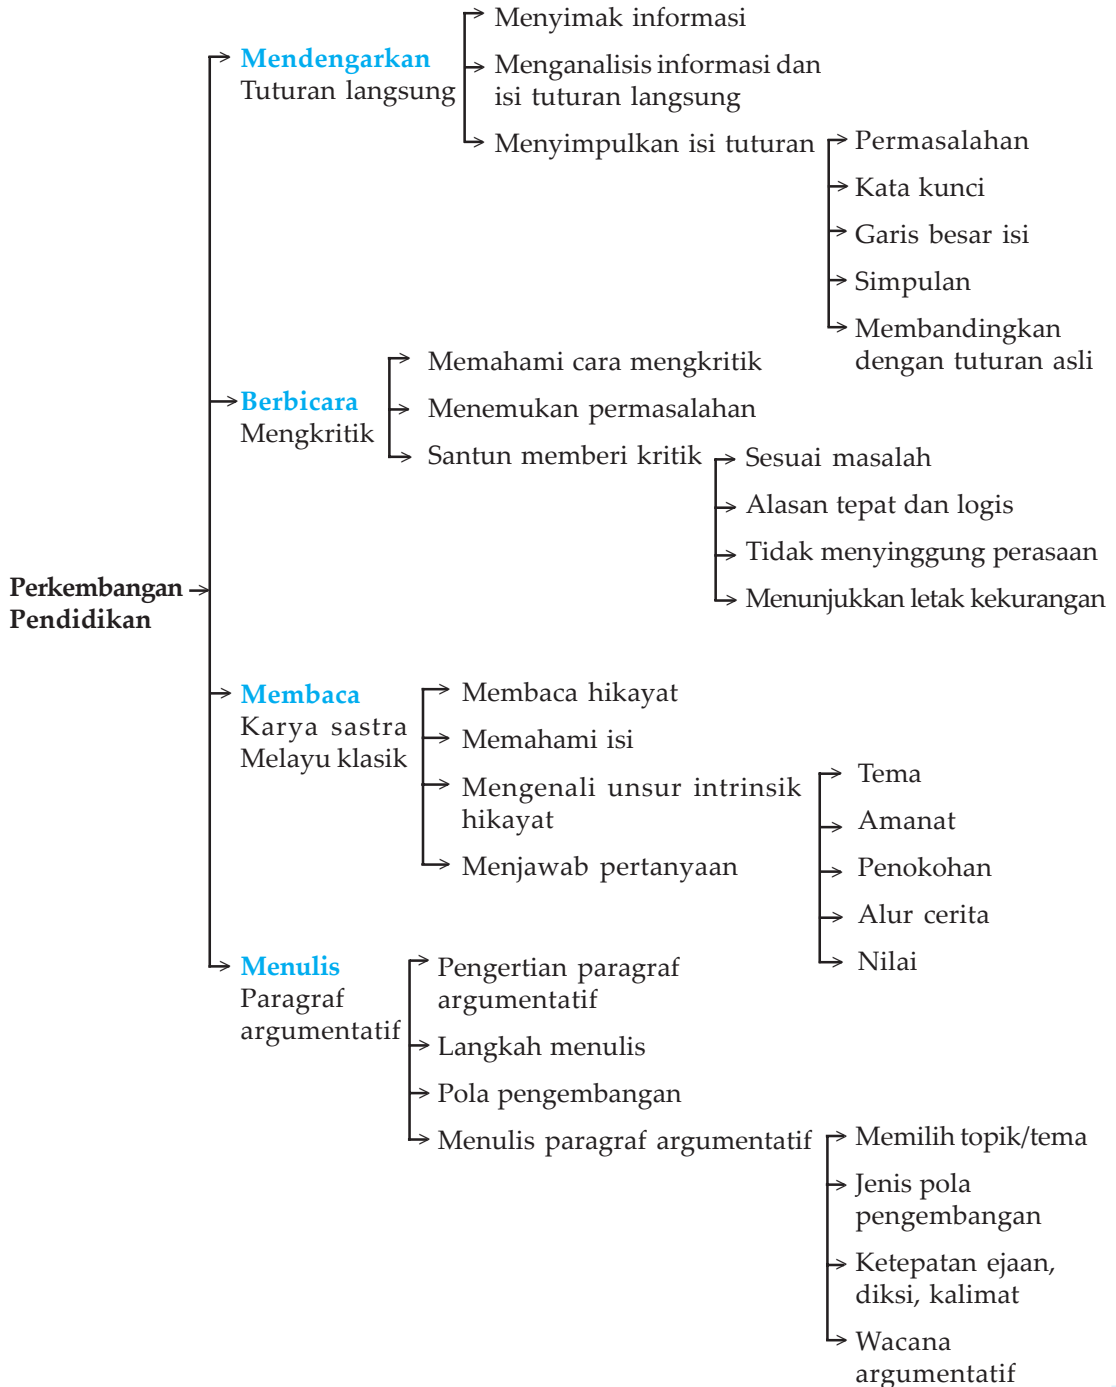 Perkembangan
Pendidikan
Mendengarkan
Tuturan langsung
Menyimak informasi
Menganalisis informasi dan
isi tuturan langsung
Menyimpulkan isi tuturan
Permasalahan
Kata kunci
Garis besar isi
Simpulan
Membandingkan
dengan tuturan asli
Berbicara
Mengkritik
Memahami cara mengkritik
Menemukan permasalahan
Santun memberi kritik
Sesuai masalah
Alasan tepat dan logis
Tidak menyinggung perasaan
Menunjukkan letak kekurangan
Membaca
Karya sastra
Melayu klasik
Membaca hikayat
Memahami isi
Mengenali unsur intrinsik
hikayat
Menjawab pertanyaan
Tema
Amanat
Penokohan
Alur cerita
Nilai
Menulis
Paragraf
argumentatif
Pengertian paragraf
argumentatif
Langkah menulis
Pola pengembangan
Menulis paragraf argumentatif
Memilih topik/tema
Jenis pola
pengembangan
Ketepatan ejaan,
diksi, kalimat
Wacana
argumentatif